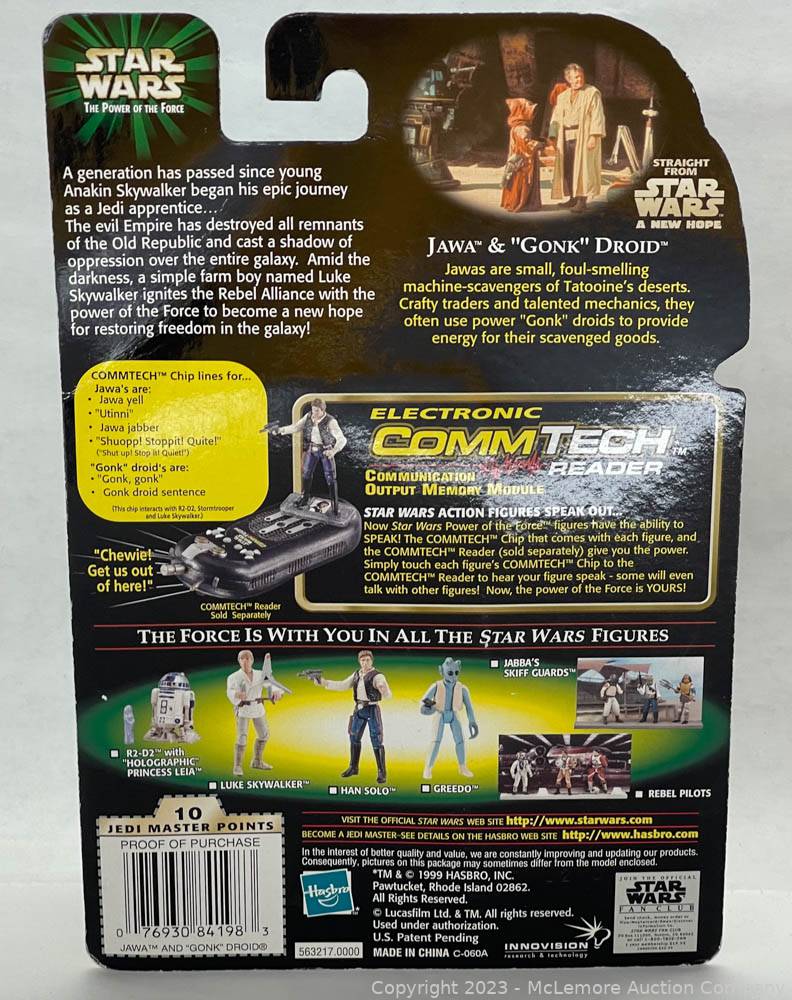 STAR
WARS
THE POWER OF THE FORCE
A generation has passed since young
Anakin Skywalker began his epic journey
as a Jedi apprentice...
The evil Empire has destroyed all remnants
of the Old Republic and cast a shadow of
oppression over the entire galaxy. Amid the
darkness, a simple farm boy named Luke
Skywalker ignites the Rebel Alliance with the
power of the Force to become a new hope
for restoring freedom in the galaxy!
STRAIGHT
FROM
STAR
WARS
A NEW HOPE
JAWA™ & "GONK" DROID™
Jawas are small, foul-smelling
machine-scavengers of Tatooine's deserts.
Crafty traders and talented mechanics, they
often use power "Gonk" droids to provide
energy for their scavenged goods.
COMMTECH™ Chip lines for...
Jawa's are:
• Jawa yell
• "Utinni"
• Jawa jabber
• "Shuopp! Stoppit! Quite!"
("Shut up! Stop it! Quiet!")
"Gonk" droid's are:
• "Gonk, gonk"
• Gonk droid sentence
(This chip interacts with R2-D2, Stormtrooper
and Luke Skywalker.)
"Chewie!
Get us out
of here!"
COMMTECH™ Reader
Sold Separately
ELECTRONIC
COMMTECH™
READER
COMMUNICATION
OUTPUT MEMORY MODULE
STAR WARS ACTION FIGURES SPEAK OUT...
Now Star Wars Power of the Force™ figures have the ability to
SPEAK! The COMMTECH™ Chip that comes with each figure, and
the COMMTECH™ Reader (sold separately) give you the power.
Simply touch each figure's COMMTECH™ Chip to the
COMMTECH™ Reader to hear your figure speak - some will even
talk with other figures! Now, the power of the Force is YOURS!
THE FORCE IS WITH YOU IN ALL THE STAR WARS FIGURES
R2-D2™ with
"HOLOGRAPHIC"
PRINCESS LEIA™
LUKE SKYWALKER™
HAN SOLO™
GREEDO™
JABBA'S
SKIFF GUARDS™
REBEL PILOTS
10
JEDI MASTER POINTS
PROOF OF PURCHASE
0 76930 84198 3
JAWA™ AND "GONK" DROID®
VISIT THE OFFICIAL STAR WARS WEB SITE http://www.starwars.com
BECOME A JEDI MASTER-SEE DETAILS ON THE HASBRO WEB SITE http://www.hasbro.com
In the interest of better quality and value, we are constantly improving and updating our products.
Consequently, pictures on this package may sometimes differ from the model enclosed.
Hasbro
*TM & © 1999 HASBRO, INC.
Pawtucket, Rhode Island 02862.
All Rights Reserved.
© Lucasfilm Ltd. & TM. All rights reserved.
Used under authorization.
U.S. Patent Pending
563217.0000
MADE IN CHINA C-060A
INNOVISION
research & technology
JOIN THE OFFICIAL
STAR
WARS
FAN CLUB
Copyright 2023 - McLemore Auction Company